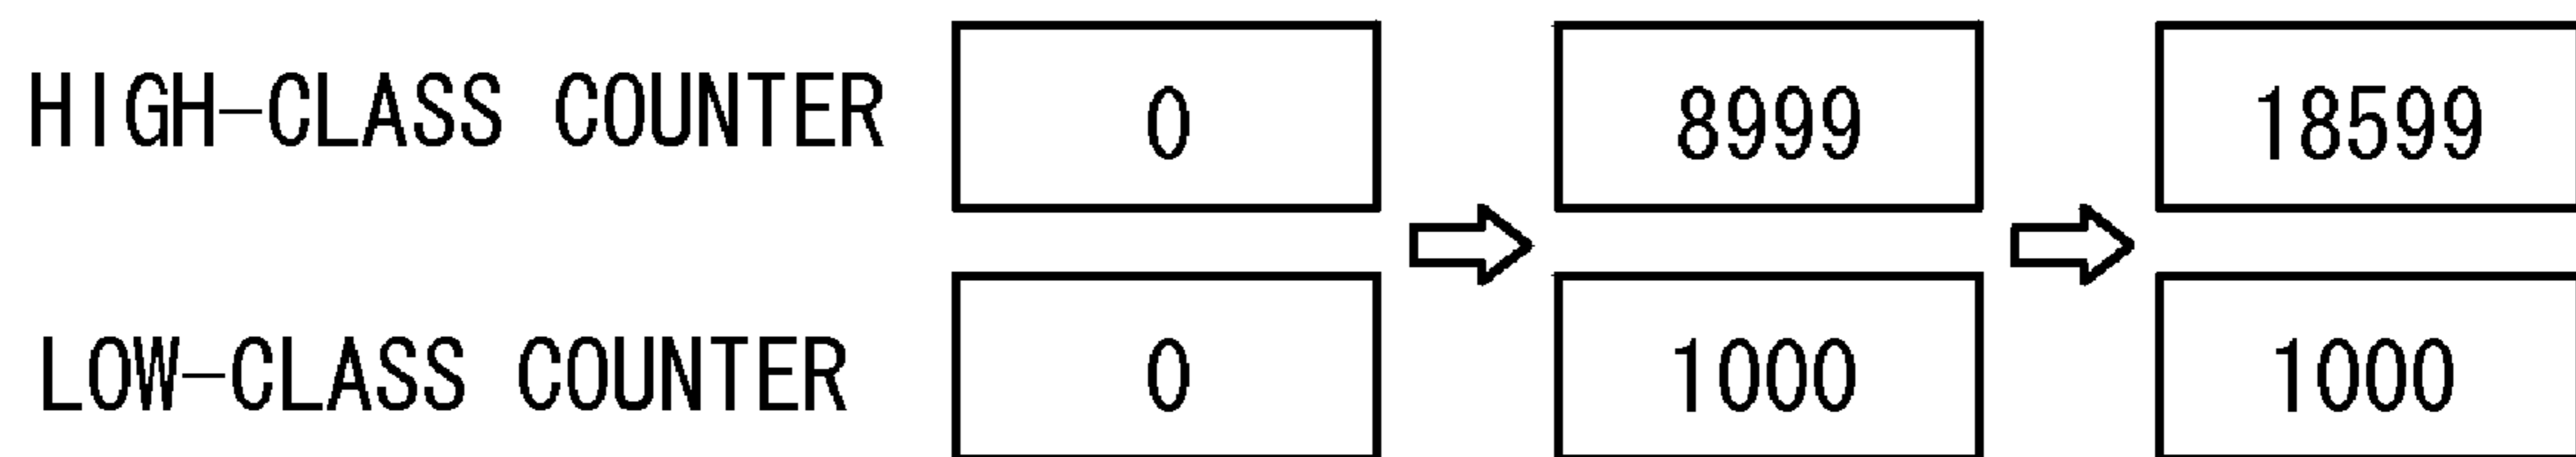 HIGH-CLASS COUNTER 0 8999 18599
LOW-CLASS COUNTER 0 1000 1000